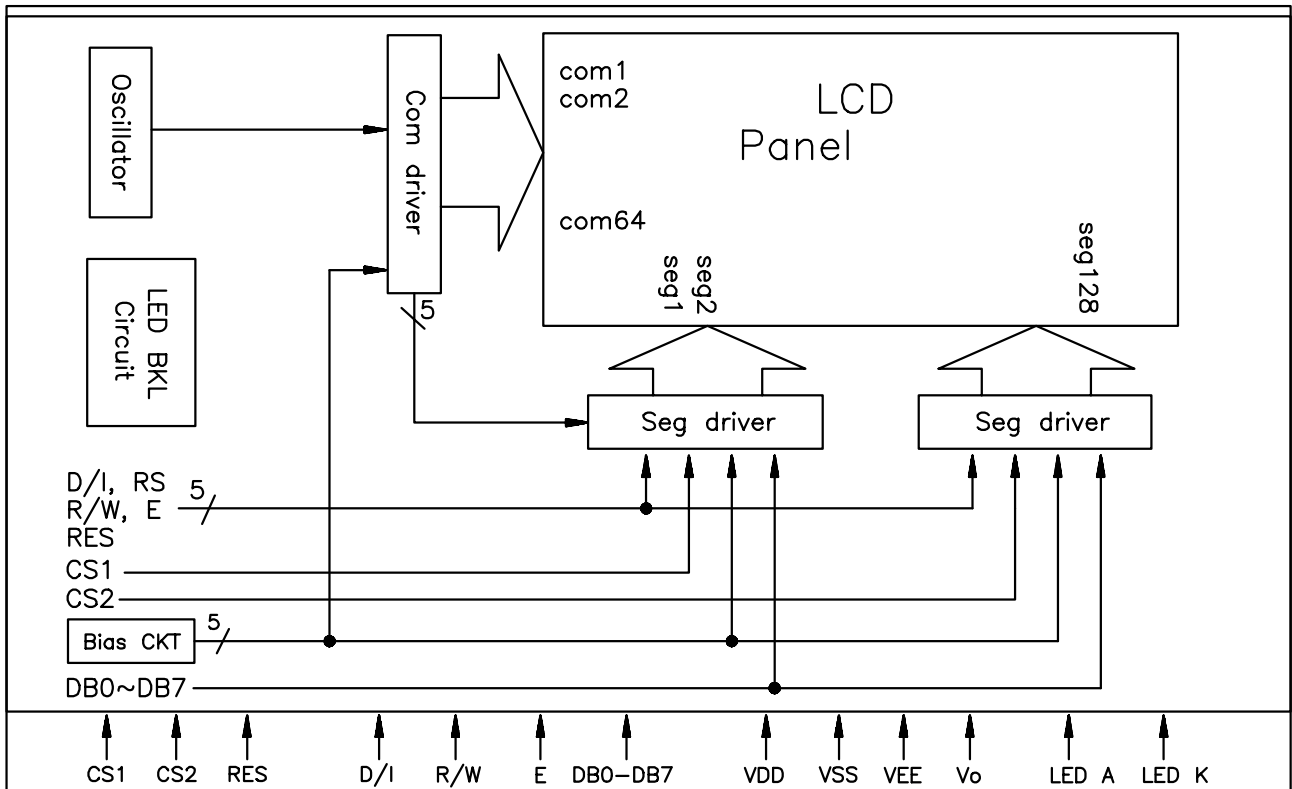 Oscillator
Com driver
com1
com2
com64
LCD
Panel
seg1
seg2
seg128
5
LED BKL
Circuit
Seg driver
Seg driver
D/I, RS
R/W, E
RES
5
CS1
CS2
Bias CKT
5
DB0~DB7
CS1
CS2
RES
D/I
R/W
E
DB0-DB7
VDD
VSS
VEE
Vo
LED A
LED K